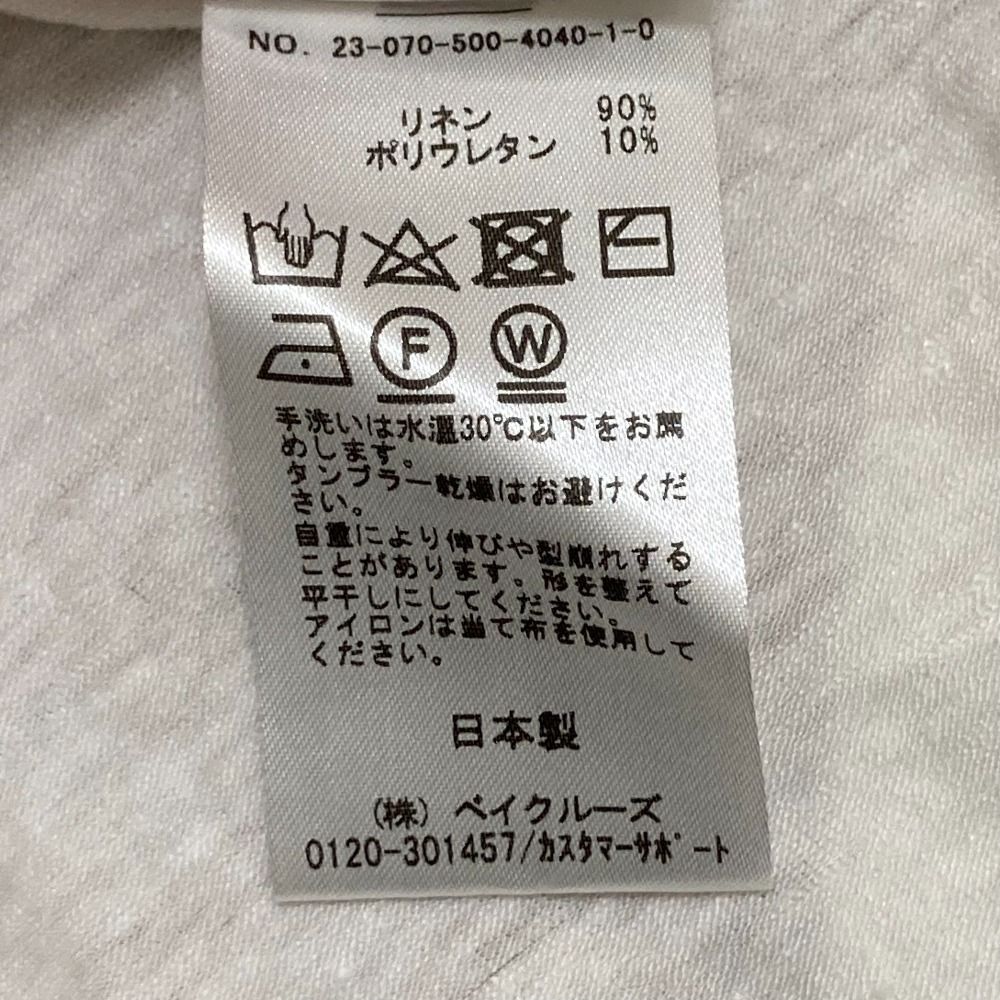 NO. 23-070-500-4040-1-0
リネン 90%
ポリウレタン 10%
F W
手洗いは水温30℃以下をお薦
めします。
タンブラー乾燥はお避けくだ
さい。
自重により伸びや型崩れする
ことがあります。形を整えて
平干しにしてください。
アイロンは当て布を使用して
ください。
日本製
(株) ベイクルーズ
0120-301457/カスタマーサポート